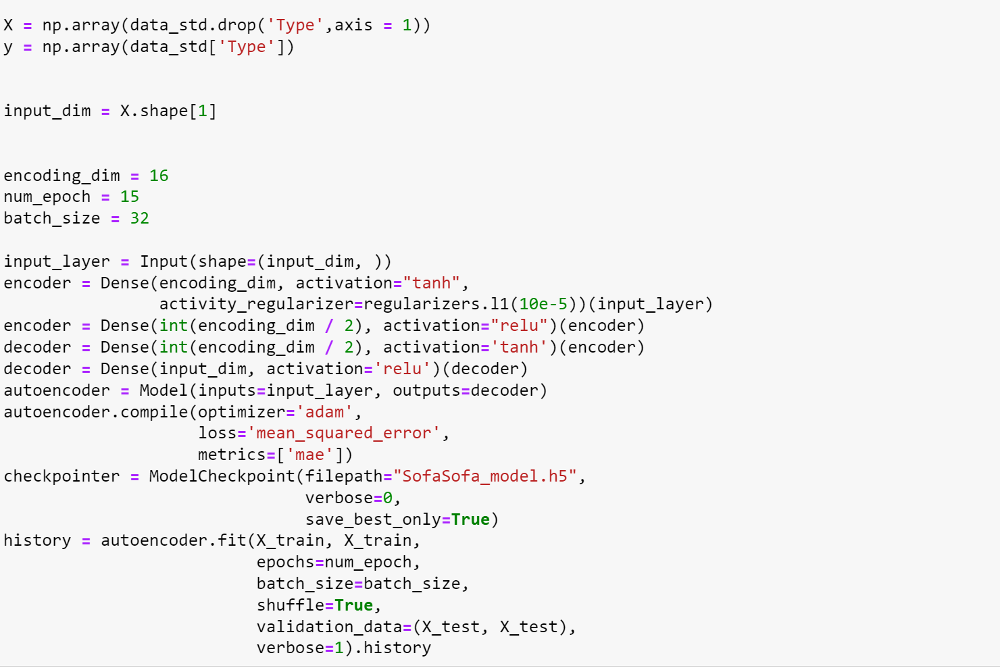 X = np.array(data_std.drop('Type',axis = 1))
y = np.array(data_std['Type'])
input_dim = X.shape[1]
encoding_dim = 16
num_epoch = 15
batch_size = 32
input_layer = Input(shape=(input_dim, ))
encoder = Dense(encoding_dim, activation="tanh",
                activity_regularizer=regularizers.l1(10e-5))(input_layer)
encoder = Dense(int(encoding_dim / 2), activation="relu")(encoder)
decoder = Dense(int(encoding_dim / 2), activation='tanh')(encoder)
decoder = Dense(input_dim, activation='relu')(decoder)
autoencoder = Model(inputs=input_layer, outputs=decoder)
autoencoder.compile(optimizer='adam',
                    loss='mean_squared_error',
                    metrics=['mae'])
checkpointer = ModelCheckpoint(filepath="SofaSofa_model.h5",
                               verbose=0,
                               save_best_only=True)
history = autoencoder.fit(X_train, X_train,
                          epochs=num_epoch,
                          batch_size=batch_size,
                          shuffle=True,
                          validation_data=(X_test, X_test),
                          verbose=1).history